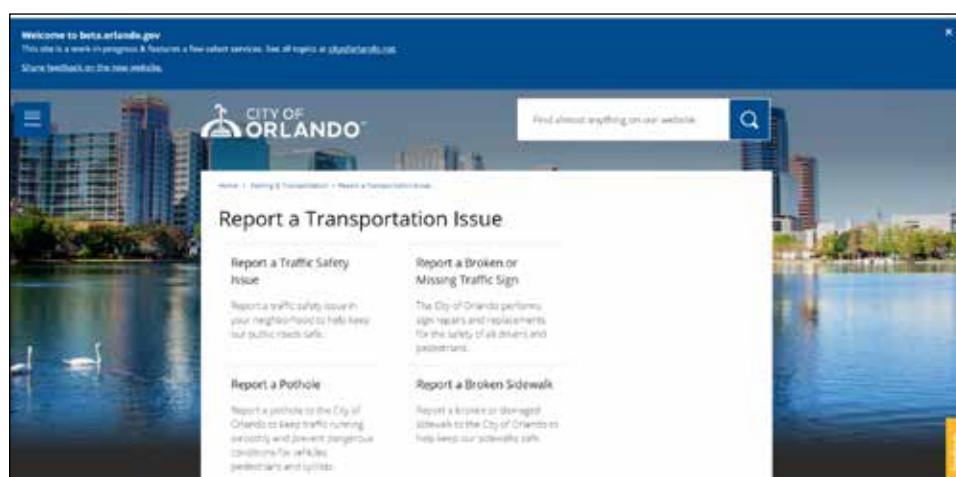 Welcome to beta.orlando.gov
This site is a work in progress & features a few select services. See all topics at cityoforlando.net
Share feedback on the new website.
CITY OF
ORLANDO
Find almost anything on our website
Home > Parking & Transportation > Report a Transportation Issue
Report a Transportation Issue
Report a Traffic Safety
Issue
Report a traffic safety issue in
your neighborhood to help keep
our public roads safe.
Report a Broken or
Missing Traffic Sign
The City of Orlando performs
sign repairs and replacements
for the safety of all drivers and
pedestrians.
Report a Pothole
Report a pothole to the City of
Orlando to keep traffic running
smoothly and prevent dangerous
conditions for vehicles,
pedestrians and cyclists.
Report a Broken Sidewalk
Report a broken or damaged
sidewalk to the City of Orlando to
help keep our sidewalks safe.